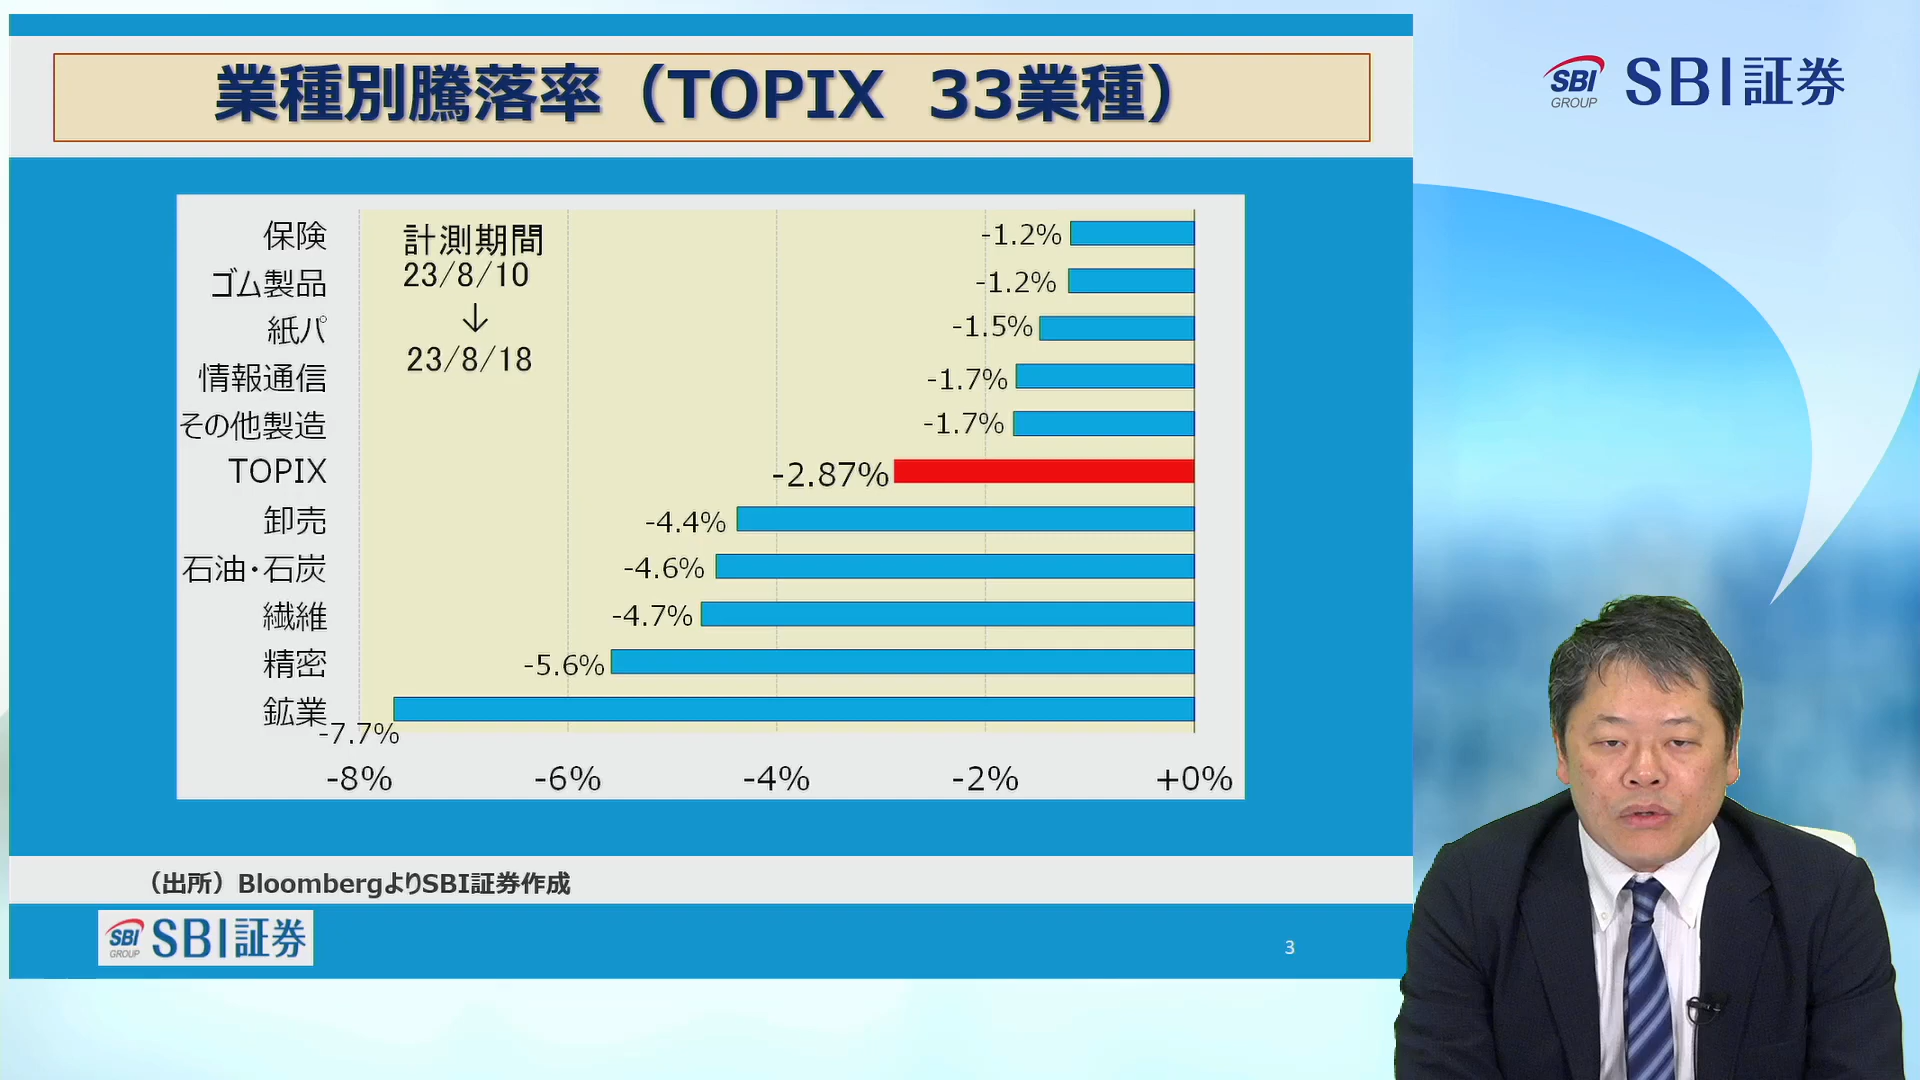 業種別騰落率（TOPIX 33業種）
SBI
GROUP
SBI証券
計測期間
23/8/10
↓
23/8/18
保険 -1.2%
ゴム製品 -1.2%
紙パ -1.5%
情報通信 -1.7%
その他製造 -1.7%
TOPIX -2.87%
卸売 -4.4%
石油・石炭 -4.6%
繊維 -4.7%
精密 -5.6%
鉱業 -7.7%
-8% -6% -4% -2% +0%
（出所）BloombergよりSBI証券作成
SBI
GROUP
SBI証券
3